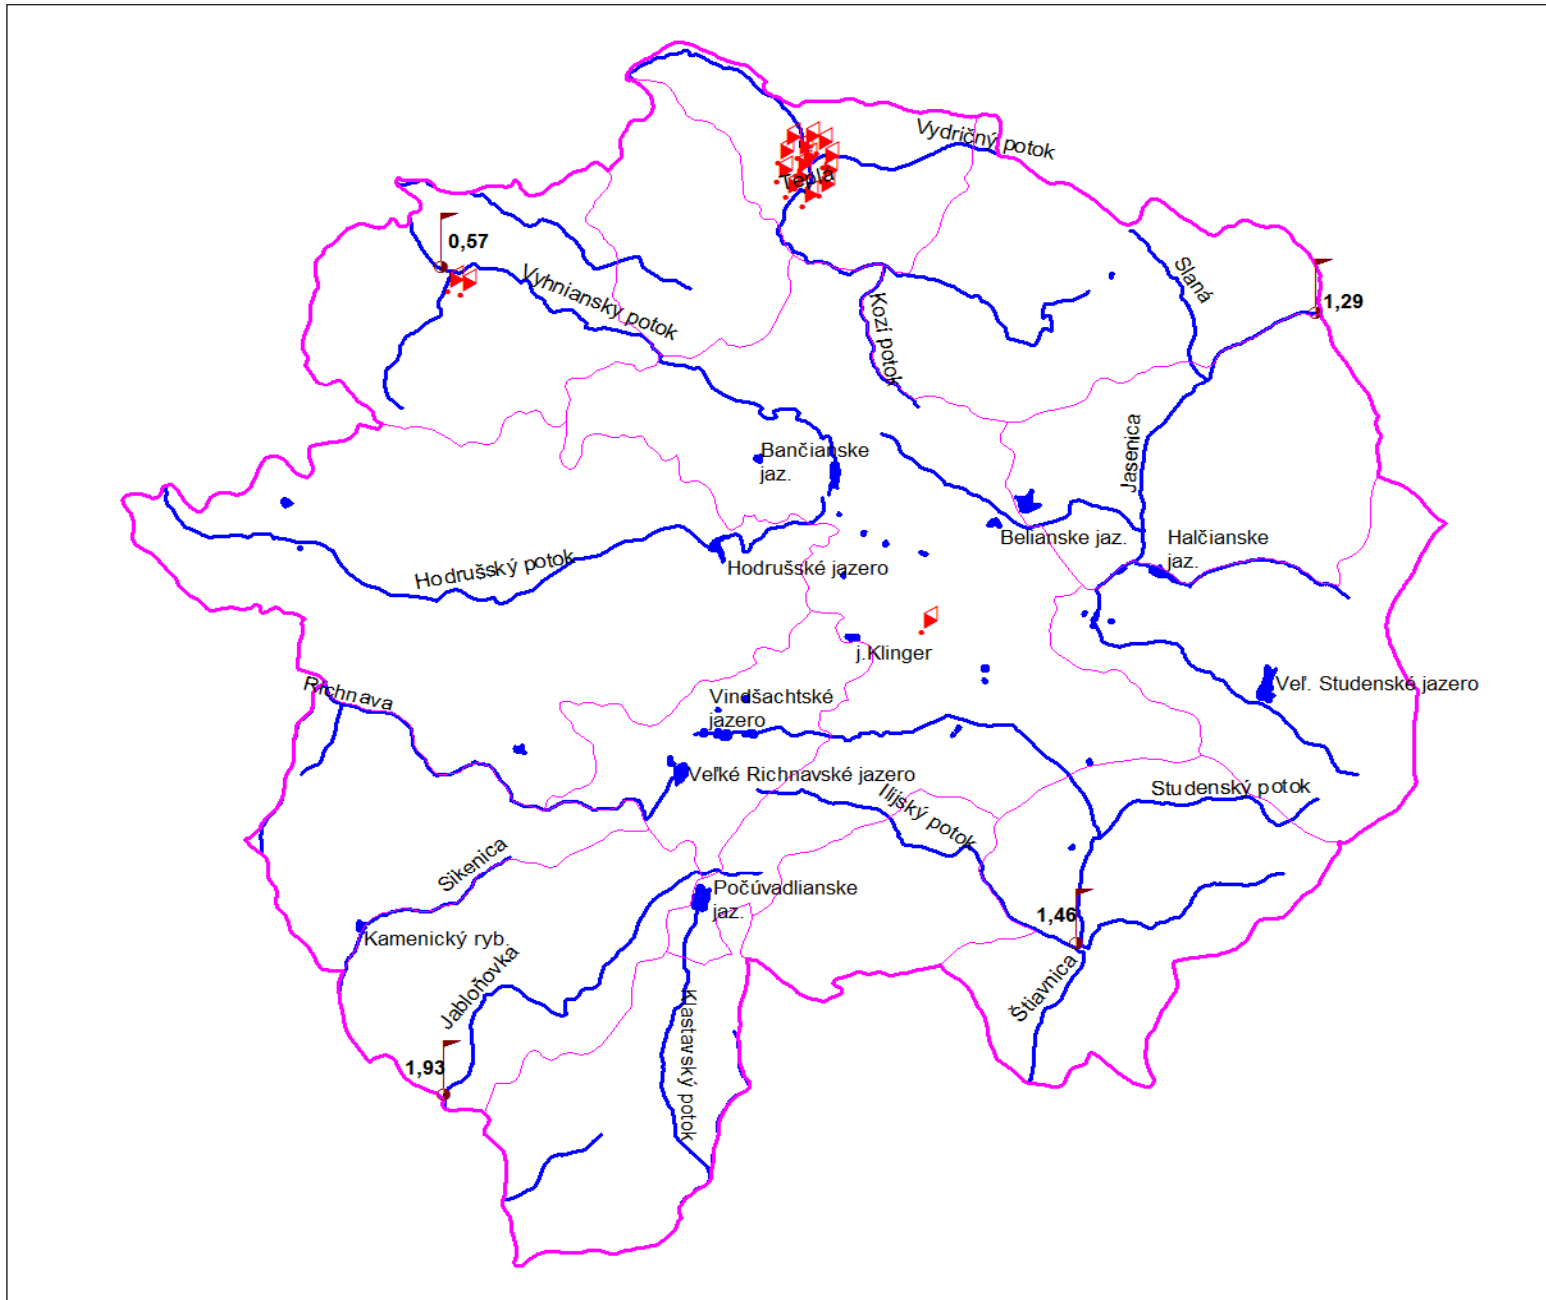 Vydričný potok
Teplá
0,57
Vyhniansky potok
Slaná
1,29
Kozí potok
Jasenica
Bančianske
jaz.
Belianske jaz.
Halčianske
jaz.
Hodrušský potok
Hodrušské jazero
j.Klinger
Richnava
Vindšachtské
jazero
Veľ. Studenské jazero
Veľké Richnavské jazero
Ilijský potok
Studenský potok
Sikenica
Počúvadlianske
jaz.
1,46
Kamenický ryb.
Jabloňovka
Štiavnica
Klastavský potok
1,93